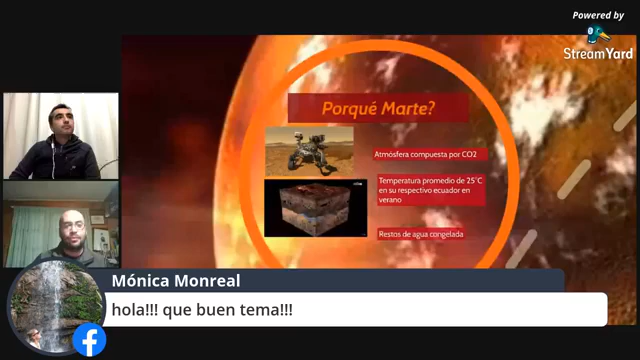 Powered by
StreamYard
Porqué Marte?
Atmósfera compuesta por CO2
Temperatura promedio de 25°C
en su respectivo ecuador en
verano
Restos de agua congelada
Mónica Monreal
hola!!! que buen tema!!!